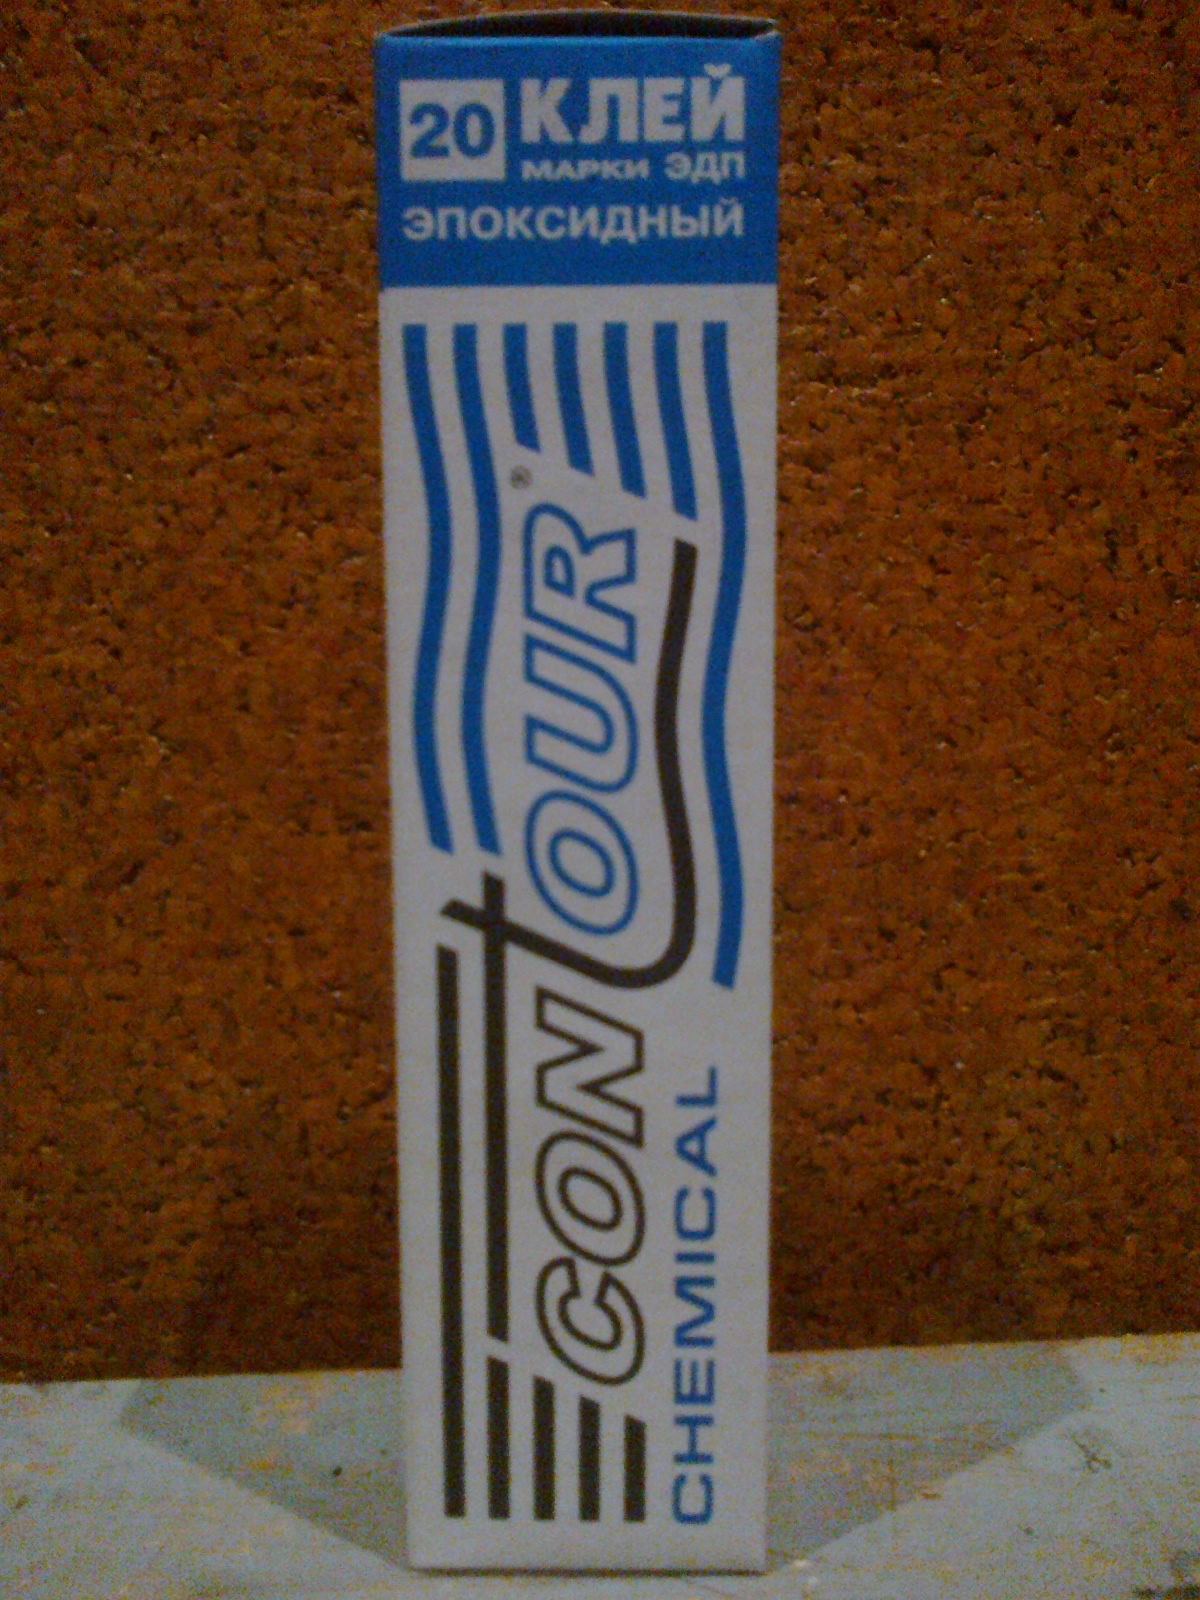 20 КЛЕЙ
МАРКИ ЭДП
ЭПОКСИДНЫЙ
CONtOUR®
CHEMICAL